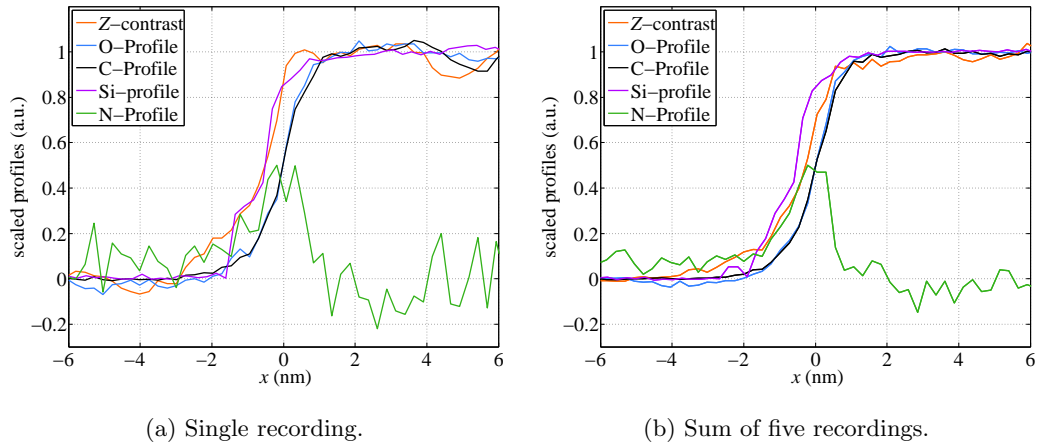 Z−contrast
O−Profile
C−Profile
Si−profile
N−Profile
scaled profiles (a.u.)
1
0.8
0.6
0.4
0.2
0
−0.2
−6 −4 −2 0 2 4 6
x (nm)
(a) Single recording.
Z−contrast
O−Profile
C−Profile
Si−profile
N−Profile
scaled profiles (a.u.)
1
0.8
0.6
0.4
0.2
0
−0.2
−6 −4 −2 0 2 4 6
x (nm)
(b) Sum of five recordings.